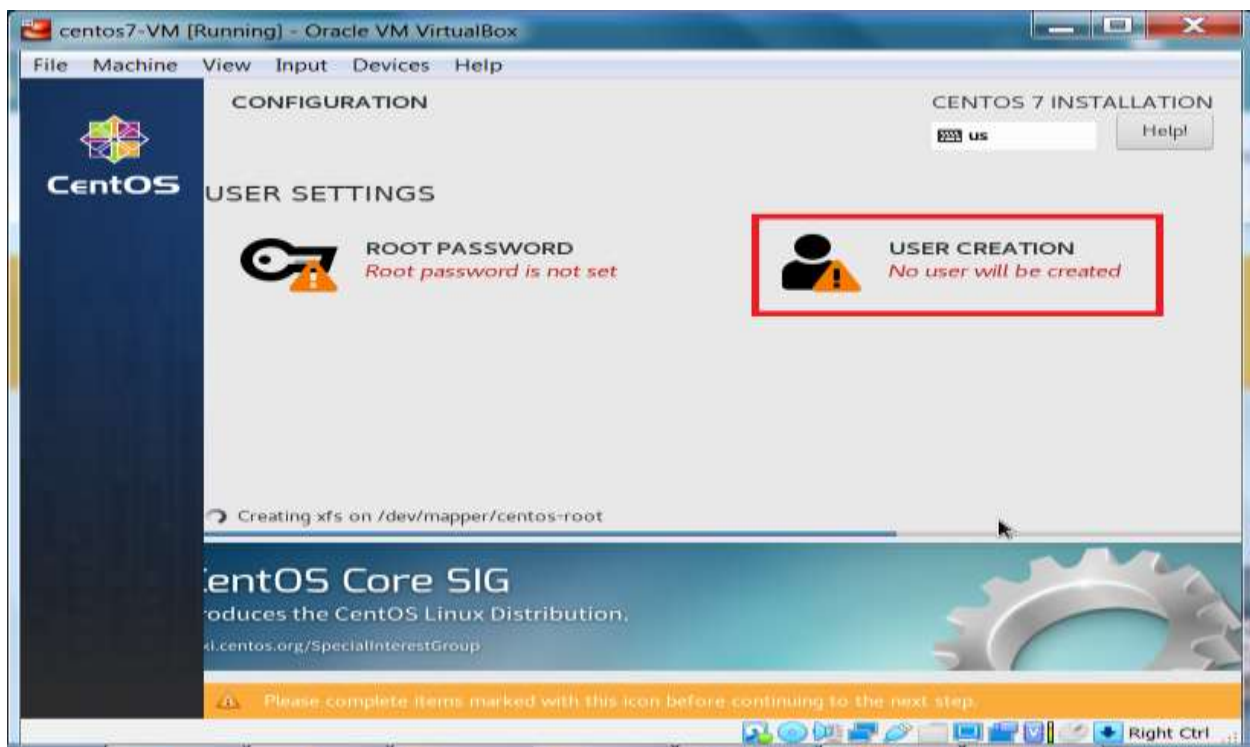 centos7-VM [Running] - Oracle VM VirtualBox
File Machine View Input Devices Help
CONFIGURATION
CENTOS 7 INSTALLATION
us
Help!
CentOS
USER SETTINGS
ROOT PASSWORD
Root password is not set
USER CREATION
No user will be created
Creating xfs on /dev/mapper/centos-root
entOS Core SIG
oduces the CentOS Linux Distribution.
ki.centos.org/SpecialInterestGroup
Please complete items marked with this icon before continuing to the next step.
Right Ctrl